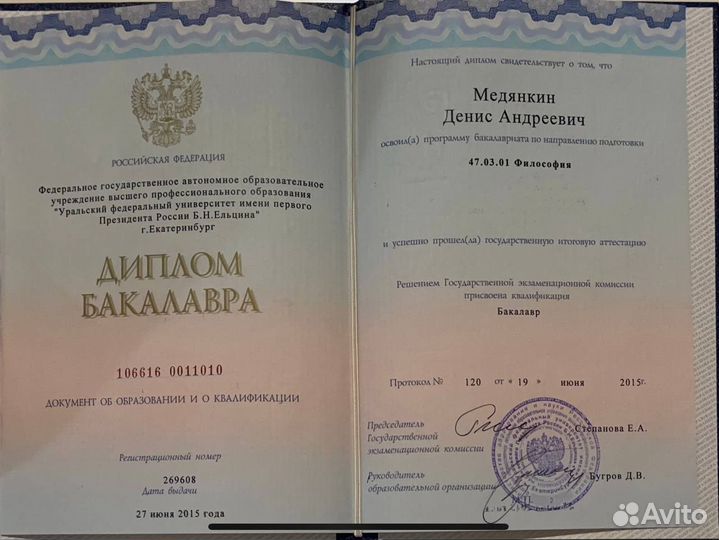 РОССИЙСКАЯ ФЕДЕРАЦИЯ
Федеральное государственное автономное образовательное
учреждение высшего профессионального образования
"Уральский федеральный университет имени первого
Президента России Б.Н.Ельцина"
г.Екатеринбург
ДИПЛОМ
БАКАЛАВРА
106616 0011010
ДОКУМЕНТ ОБ ОБРАЗОВАНИИ И О КВАЛИФИКАЦИИ
Регистрационный номер
269608
Дата выдачи
27 июня 2015 года
Настоящий диплом свидетельствует о том, что
Медянкин
Денис Андреевич
освоил(а) программу бакалавриата по направлению подготовки
47.03.01 Философия
и успешно прошел(ла) государственную итоговую аттестацию
Решением Государственной экзаменационной комиссии
присвоена квалификация
Бакалавр
Протокол № 120 от « 19 » июня 2015г.
Председатель
Государственной
экзаменационной комиссии
Степанова Е.А.
Руководитель
образовательной организации
Бугров Д.В.
М.П.
Avito